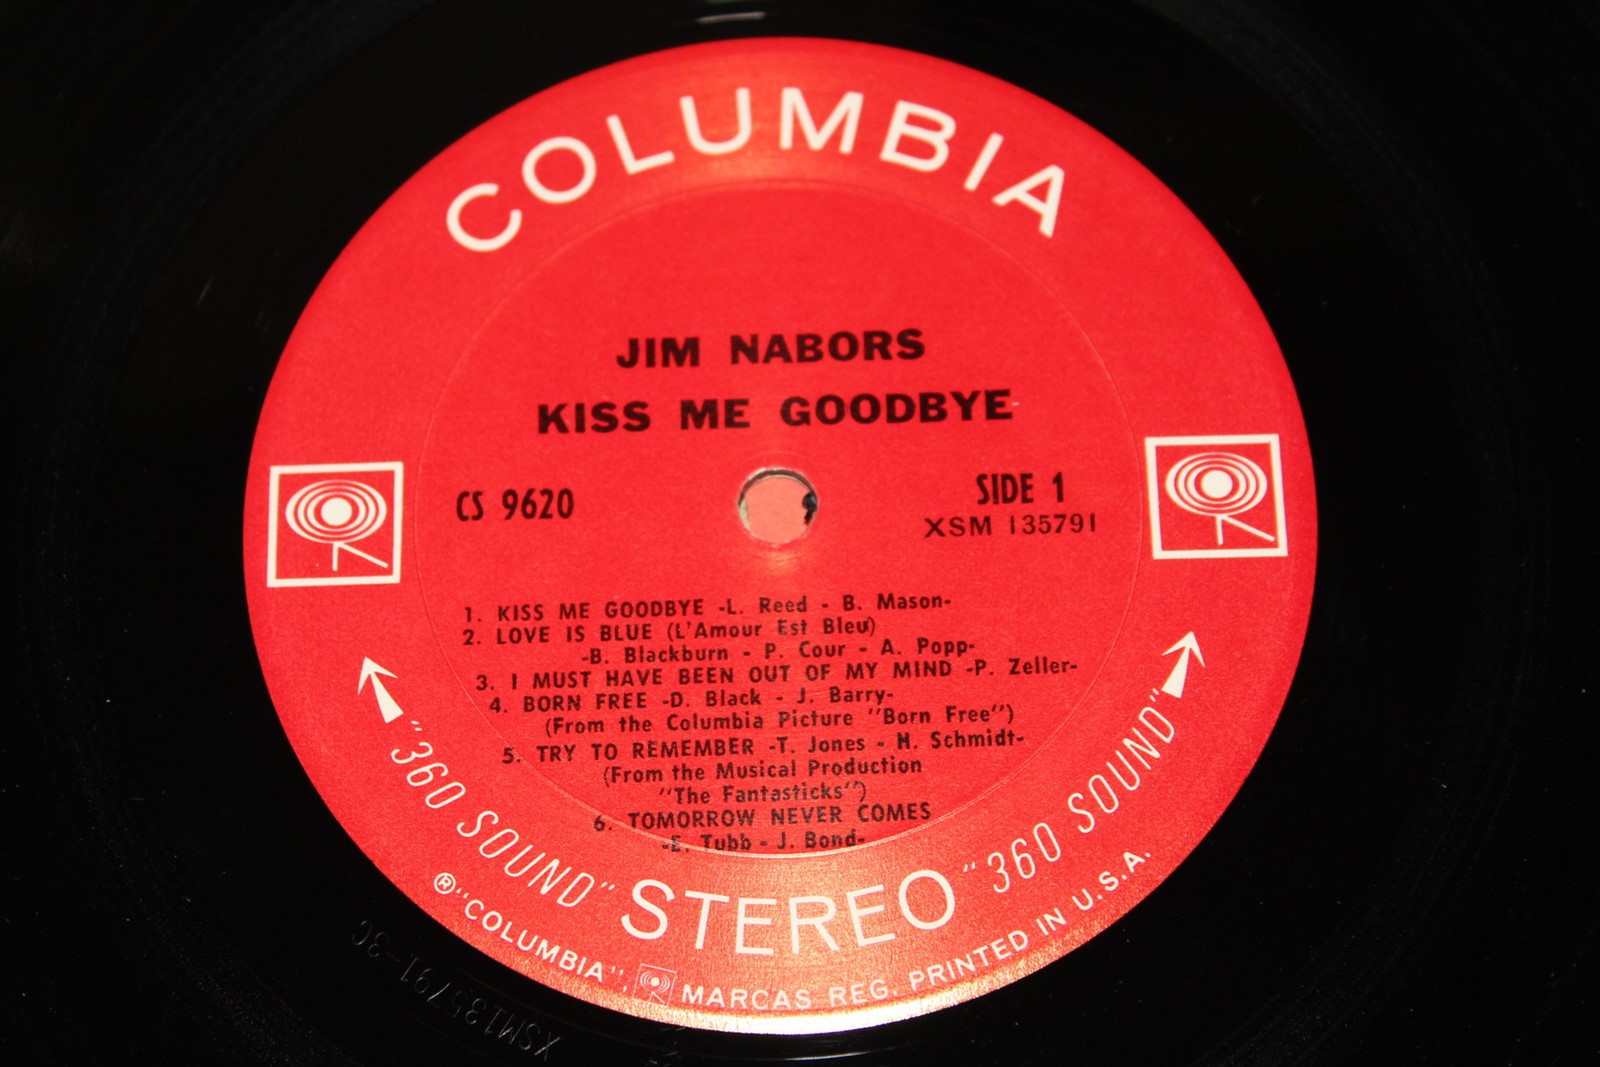 COLUMBIA
JIM NABORS
KISS ME GOODBYE
CS 9620
SIDE 1
XSM 135791
1. KISS ME GOODBYE -L. Reed - B. Mason-
2. LOVE IS BLUE (L'Amour Est Bleu)
-B. Blackburn - P. Cour - A. Popp-
3. I MUST HAVE BEEN OUT OF MY MIND -P. Zeller-
4. BORN FREE -D. Black - J. Barry-
(From the Columbia Picture "Born Free")
5. TRY TO REMEMBER -T. Jones - H. Schmidt-
(From the Musical Production
"The Fantasticks")
6. TOMORROW NEVER COMES
-E. Tubb - J. Bond-
"360 SOUND" STEREO "360 SOUND"
®"COLUMBIA", MARCAS REG. PRINTED IN U.S.A.
XSM135791-3C